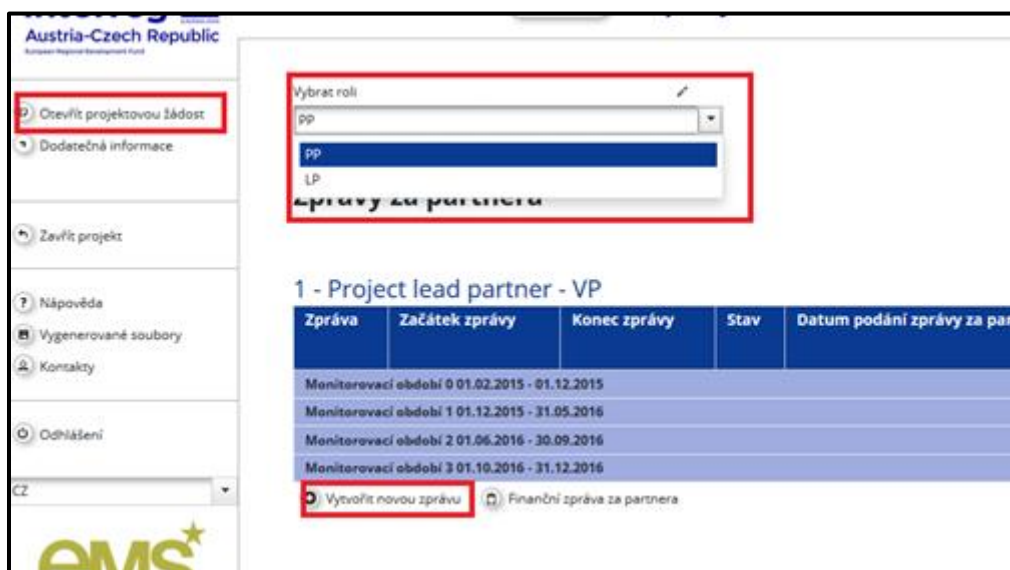 Austria-Czech Republic
European Regional Development Fund
Otevřít projektovou žádost
Dodatečná informace
Zavřít projekt
Nápověda
Vygenerované soubory
Kontakty
Odhlášení
CZ
eMS
Vybrat roli
PP
PP
LP
Zprávy za partnera
1 - Project lead partner - VP
Zpráva Začátek zprávy Konec zprávy Stav Datum podání zprávy za par
Monitorovací období 0 01.02.2015 - 01.12.2015
Monitorovací období 1 01.12.2015 - 31.05.2016
Monitorovací období 2 01.06.2016 - 30.09.2016
Monitorovací období 3 01.10.2016 - 31.12.2016
Vytvořit novou zprávu Finanční zpráva za partnera